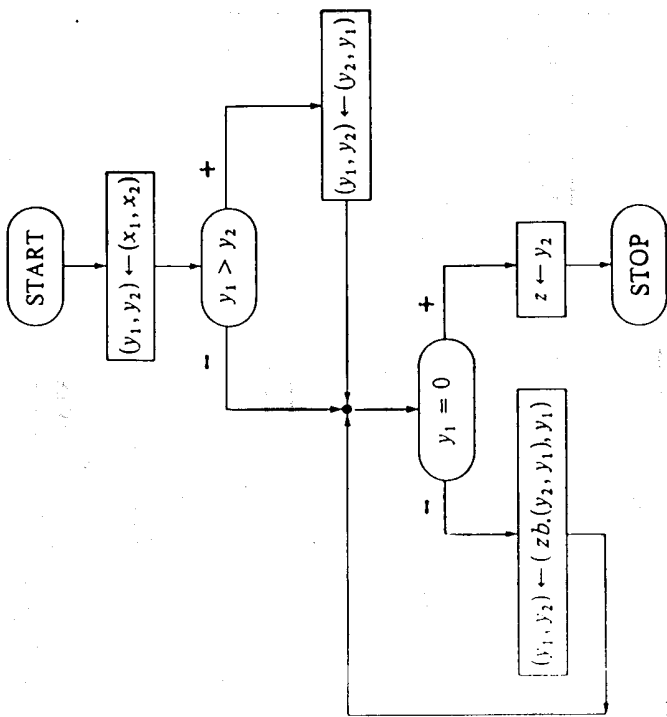 START
(y₁, y₂) ← (x₁, x₂)
y₁ > y₂
−
+
(y₁, y₂) ← (y₂, y₁)
y₁ = 0
−
+
(y₁, y₂) ← ( zb.(y₂, y₁), y₁)
z ← y₂
STOP